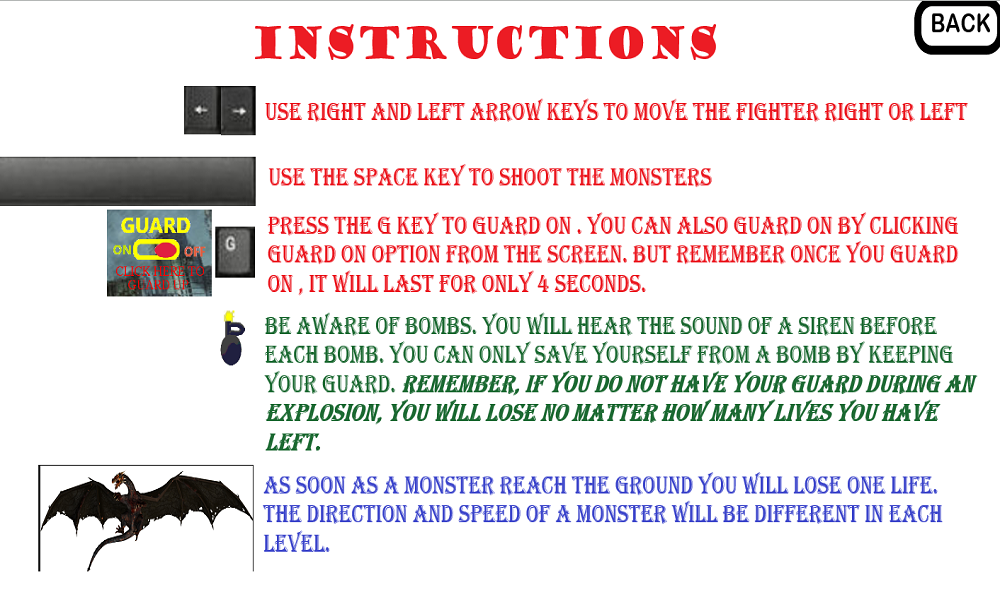 BACK
INSTRUCTIONS
USE RIGHT AND LEFT ARROW KEYS TO MOVE THE FIGHTER RIGHT OR LEFT
USE THE SPACE KEY TO SHOOT THE MONSTERS
GUARD
ON OFF
G
PRESS THE G KEY TO GUARD ON . YOU CAN ALSO GUARD ON BY CLICKING
GUARD ON OPTION FROM THE SCREEN. BUT REMEMBER ONCE YOU GUARD
ON , IT WILL LAST FOR ONLY 4 SECONDS.
BE AWARE OF BOMBS. YOU WILL HEAR THE SOUND OF A SIREN BEFORE
EACH BOMB. YOU CAN ONLY SAVE YOURSELF FROM A BOMB BY KEEPING
YOUR GUARD. REMEMBER, IF YOU DO NOT HAVE YOUR GUARD DURING AN
EXPLOSION, YOU WILL LOSE NO MATTER HOW MANY LIVES YOU HAVE
LEFT.
AS SOON AS A MONSTER REACH THE GROUND YOU WILL LOSE ONE LIFE.
THE DIRECTION AND SPEED OF A MONSTER WILL BE DIFFERENT IN EACH
LEVEL.